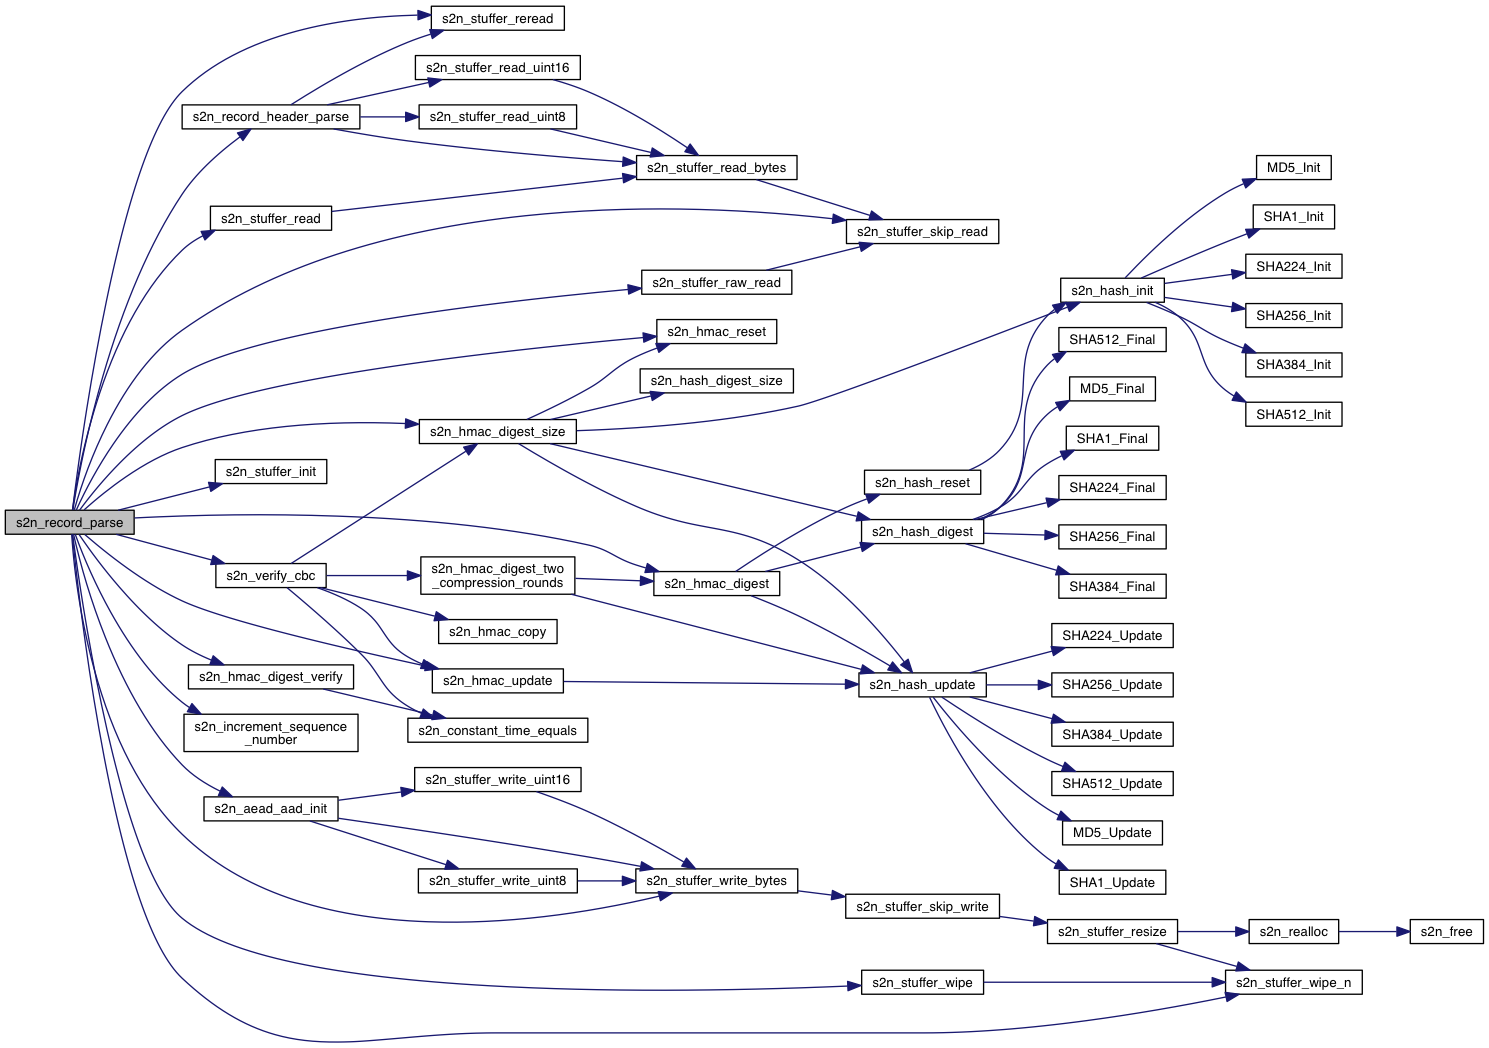 s2n_stuffer_reread
s2n_stuffer_read_uint16
s2n_record_header_parse
s2n_stuffer_read_uint8
s2n_stuffer_read_bytes
MD5_Init
s2n_stuffer_read
SHA1_Init
s2n_stuffer_skip_read
SHA224_Init
s2n_stuffer_raw_read
s2n_hash_init
SHA256_Init
s2n_hmac_reset
SHA512_Final
SHA384_Init
s2n_hash_digest_size
MD5_Final
SHA512_Init
s2n_hmac_digest_size
SHA1_Final
s2n_stuffer_init
s2n_hash_reset
SHA224_Final
s2n_record_parse
s2n_hash_digest
SHA256_Final
s2n_verify_cbc
s2n_hmac_digest_two
_compression_rounds
s2n_hmac_digest
SHA384_Final
s2n_hmac_copy
SHA224_Update
s2n_hmac_digest_verify
s2n_hmac_update
s2n_hash_update
SHA256_Update
s2n_increment_sequence
_number
s2n_constant_time_equals
SHA384_Update
s2n_stuffer_write_uint16
SHA512_Update
s2n_aead_aad_init
MD5_Update
s2n_stuffer_write_uint8
s2n_stuffer_write_bytes
SHA1_Update
s2n_stuffer_skip_write
s2n_stuffer_resize
s2n_realloc
s2n_free
s2n_stuffer_wipe
s2n_stuffer_wipe_n